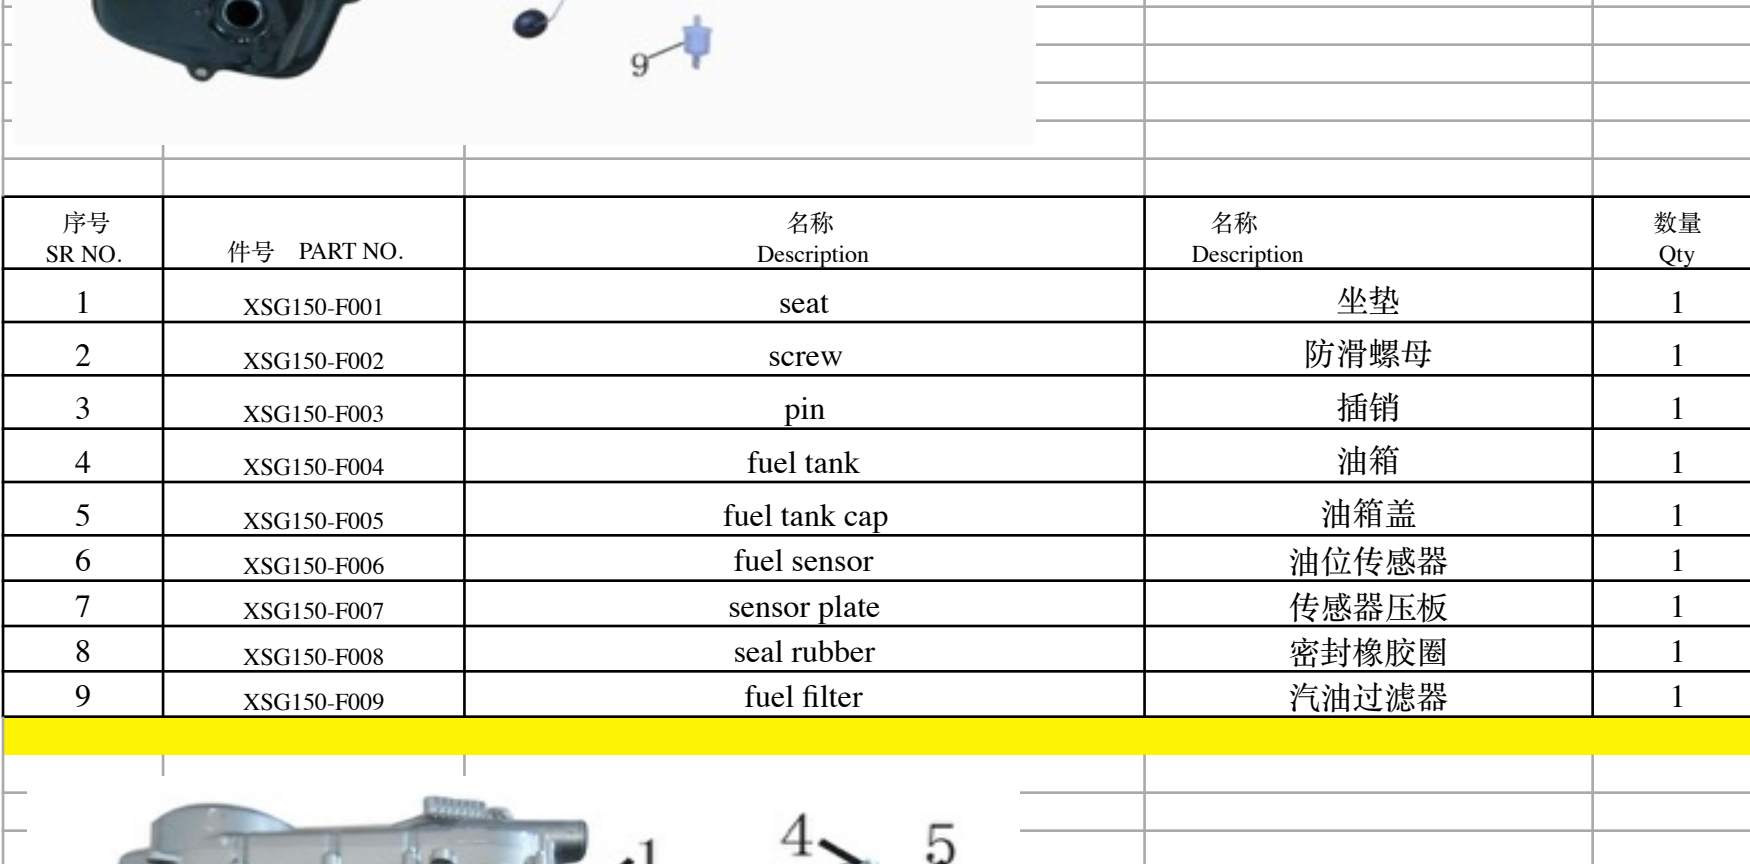 9
序号 件号 PART NO. 名称 名称 数量
SR NO. Description Description Qty
1 XSG150-F001 seat 坐垫 1
2 XSG150-F002 screw 防滑螺母 1
3 XSG150-F003 pin 插销 1
4 XSG150-F004 fuel tank 油箱 1
5 XSG150-F005 fuel tank cap 油箱盖 1
6 XSG150-F006 fuel sensor 油位传感器 1
7 XSG150-F007 sensor plate 传感器压板 1
8 XSG150-F008 seal rubber 密封橡胶圈 1
9 XSG150-F009 fuel filter 汽油过滤器 1
1 4 5